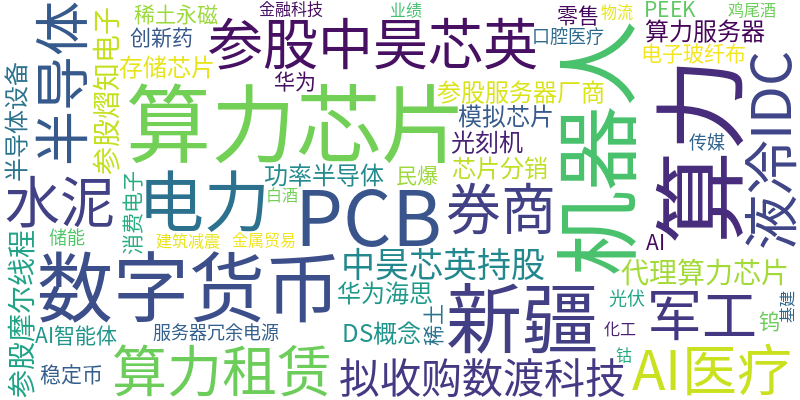 稀土永磁
金融科技
业绩
零售
物流
PEEK
鸡尾酒
创新药
参股中昊芯英
口腔医疗
算力服务器
半导体
参股熠知电子
存储芯片
华为
参股服务器厂商
电子玻纤布
机器人
算力
液冷IDC
半导体设备
算力芯片
模拟芯片
光刻机
传媒
功率半导体
民爆
芯片分销
水泥
电力
消费电子
白酒
PCB
券商
AI
储能
建筑减震
金属贸易
中昊芯英持股
代理算力芯片
参股摩尔线程
数字货币
华为海思
新疆
光伏
军工
钨
基建
AI智能体
服务器冗余电源
DS概念
稀土
化工
稳定币
算力租赁
拟收购数渡科技
钴
AI医疗